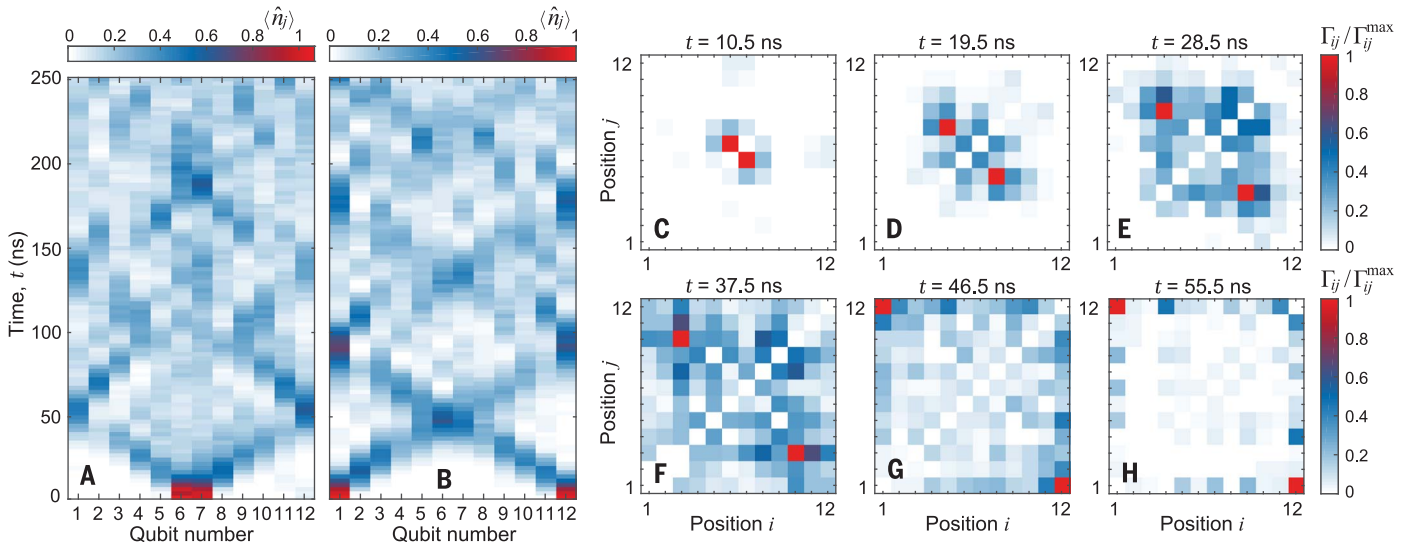 ⟨n̂ⱼ⟩
0 0.2 0.4 0.6 0.8 1
⟨n̂ⱼ⟩
0 0.2 0.4 0.6 0.8 1
Time, t (ns)
250
200
150
100
50
0
A
B
1 2 3 4 5 6 7 8 9 10 11 12
Qubit number
1 2 3 4 5 6 7 8 9 10 11 12
Qubit number
t = 10.5 ns
t = 19.5 ns
t = 28.5 ns
Γᵢⱼ/Γᵢⱼᵐᵃˣ
Position j
12
1
C
1 12
12
1
D
1 12
12
1
E
1 12
1
0.8
0.6
0.4
0.2
0
t = 37.5 ns
t = 46.5 ns
t = 55.5 ns
Γᵢⱼ/Γᵢⱼᵐᵃˣ
Position j
12
1
F
1 12
Position i
12
1
G
1 12
Position i
12
1
H
1 12
Position i
1
0.8
0.6
0.4
0.2
0